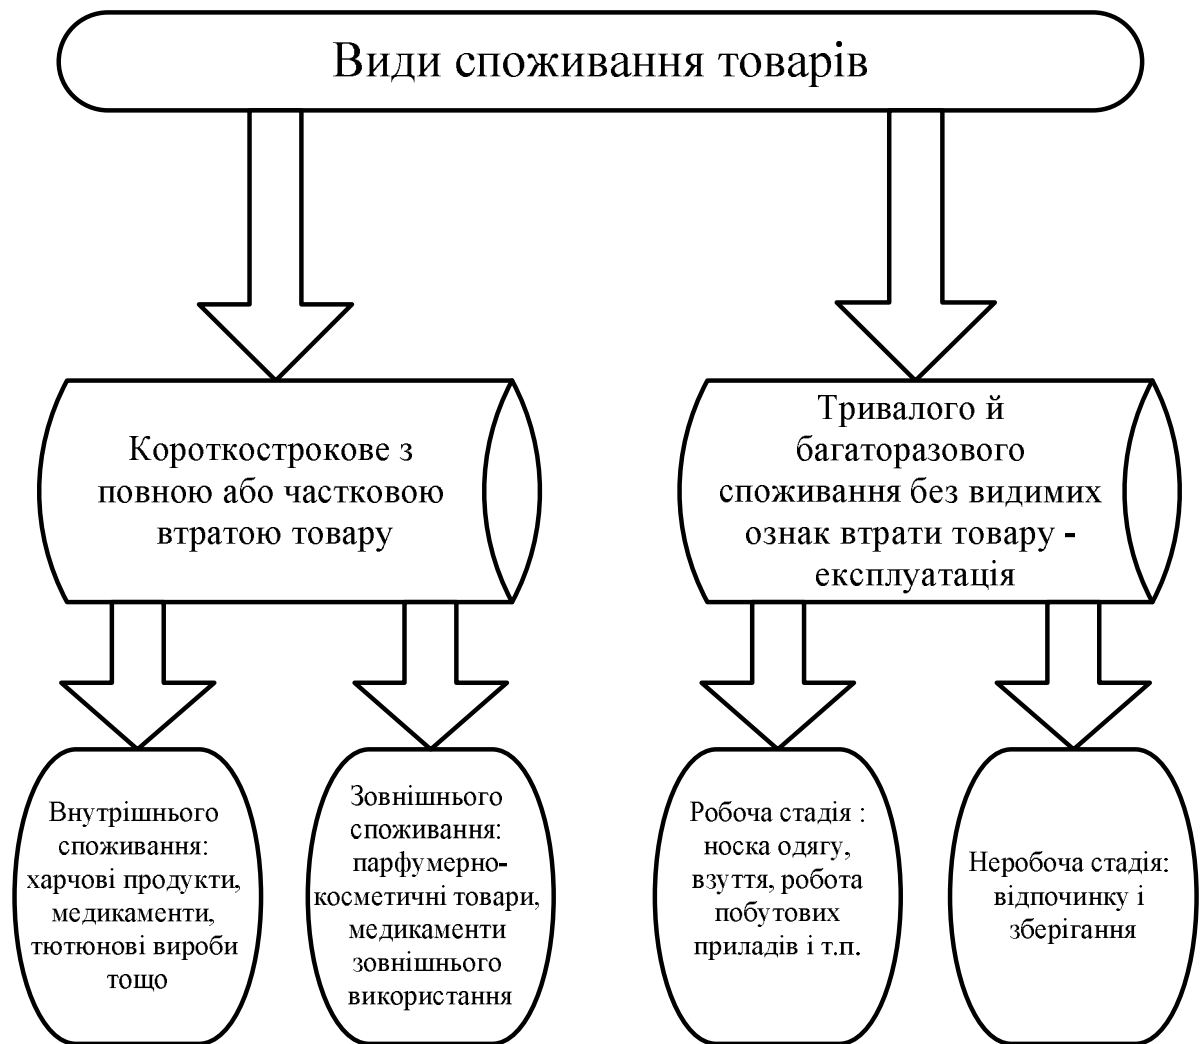 Види споживання товарів
Короткострокове з
повною або частковою
втратою товару
Тривалого й
багаторазового
споживання без видимих
ознак втрати товару -
експлуатація
Внутрішнього
споживання:
харчові продукти,
медикаменти,
тютюнові вироби
тощо
Зовнішнього
споживання:
парфумерно-
косметичні товари,
медикаменти
зовнішнього
використання
Робоча стадія :
носка одягу,
взуття, робота
побутових
приладів і т.п.
Неробоча стадія:
відпочинку і
зберігання